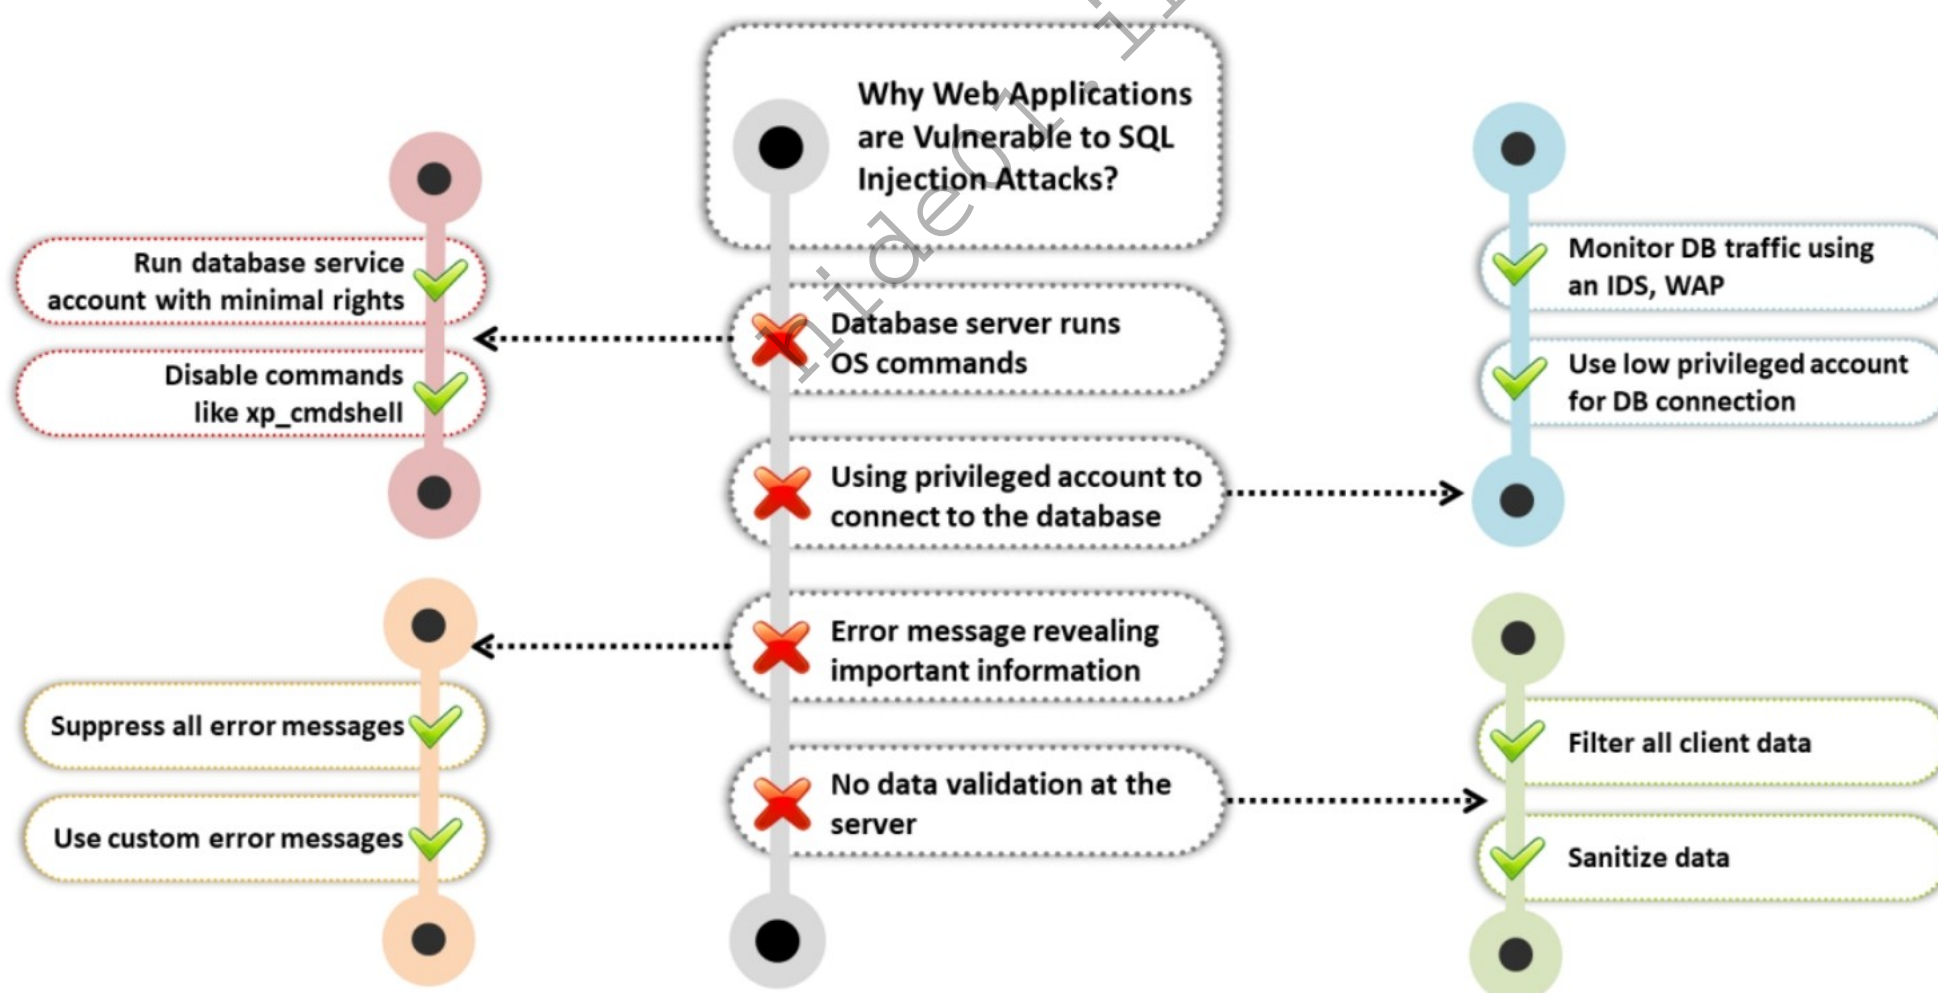 Why Web Applications
are Vulnerable to SQL
Injection Attacks?
Run database service
account with minimal rights
Disable commands
like xp_cmdshell
Database server runs
OS commands
Monitor DB traffic using
an IDS, WAP
Use low privileged account
for DB connection
Using privileged account to
connect to the database
Error message revealing
important information
Suppress all error messages
Use custom error messages
No data validation at the
server
Filter all client data
Sanitize data